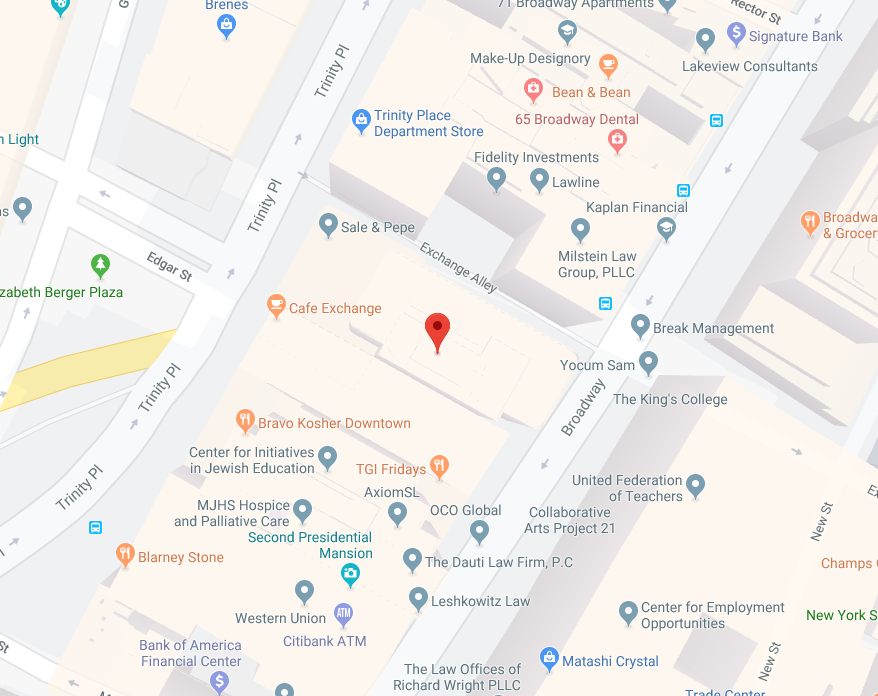 Brenes
71 Broadway Apartments
Rector St
Signature Bank
Make-Up Designory
Lakeview Consultants
Trinity Pl
Bean & Bean
Trinity Place
Department Store
65 Broadway Dental
Light
Fidelity Investments
Lawline
Trinity Pl
Kaplan Financial
Sale & Pepe
Exchange Alley
Milstein Law
Group, PLLC
& Grocer
Edgar St
zabeth Berger Plaza
Cafe Exchange
Break Management
Yocum Sam
Trinity Pl
Broadway
The King's College
Bravo Kosher Downtown
Center for Initiatives
in Jewish Education
TGI Fridays
Trinity Pl
AxiomSL
United Federation
of Teachers
MJHS Hospice
and Palliative Care
OCO Global
Collaborative
Arts Project 21
New St
Second Presidential
Mansion
Blarney Stone
The Dauti Law Firm, P.C
Champs
Leshkowitz Law
Western Union
ATM
Citibank ATM
Center for Employment
Opportunities
New York S
Bank of America
Financial Center
Matashi Crystal
New St
The Law Offices of
Richard Wright PLLC
Trade Center